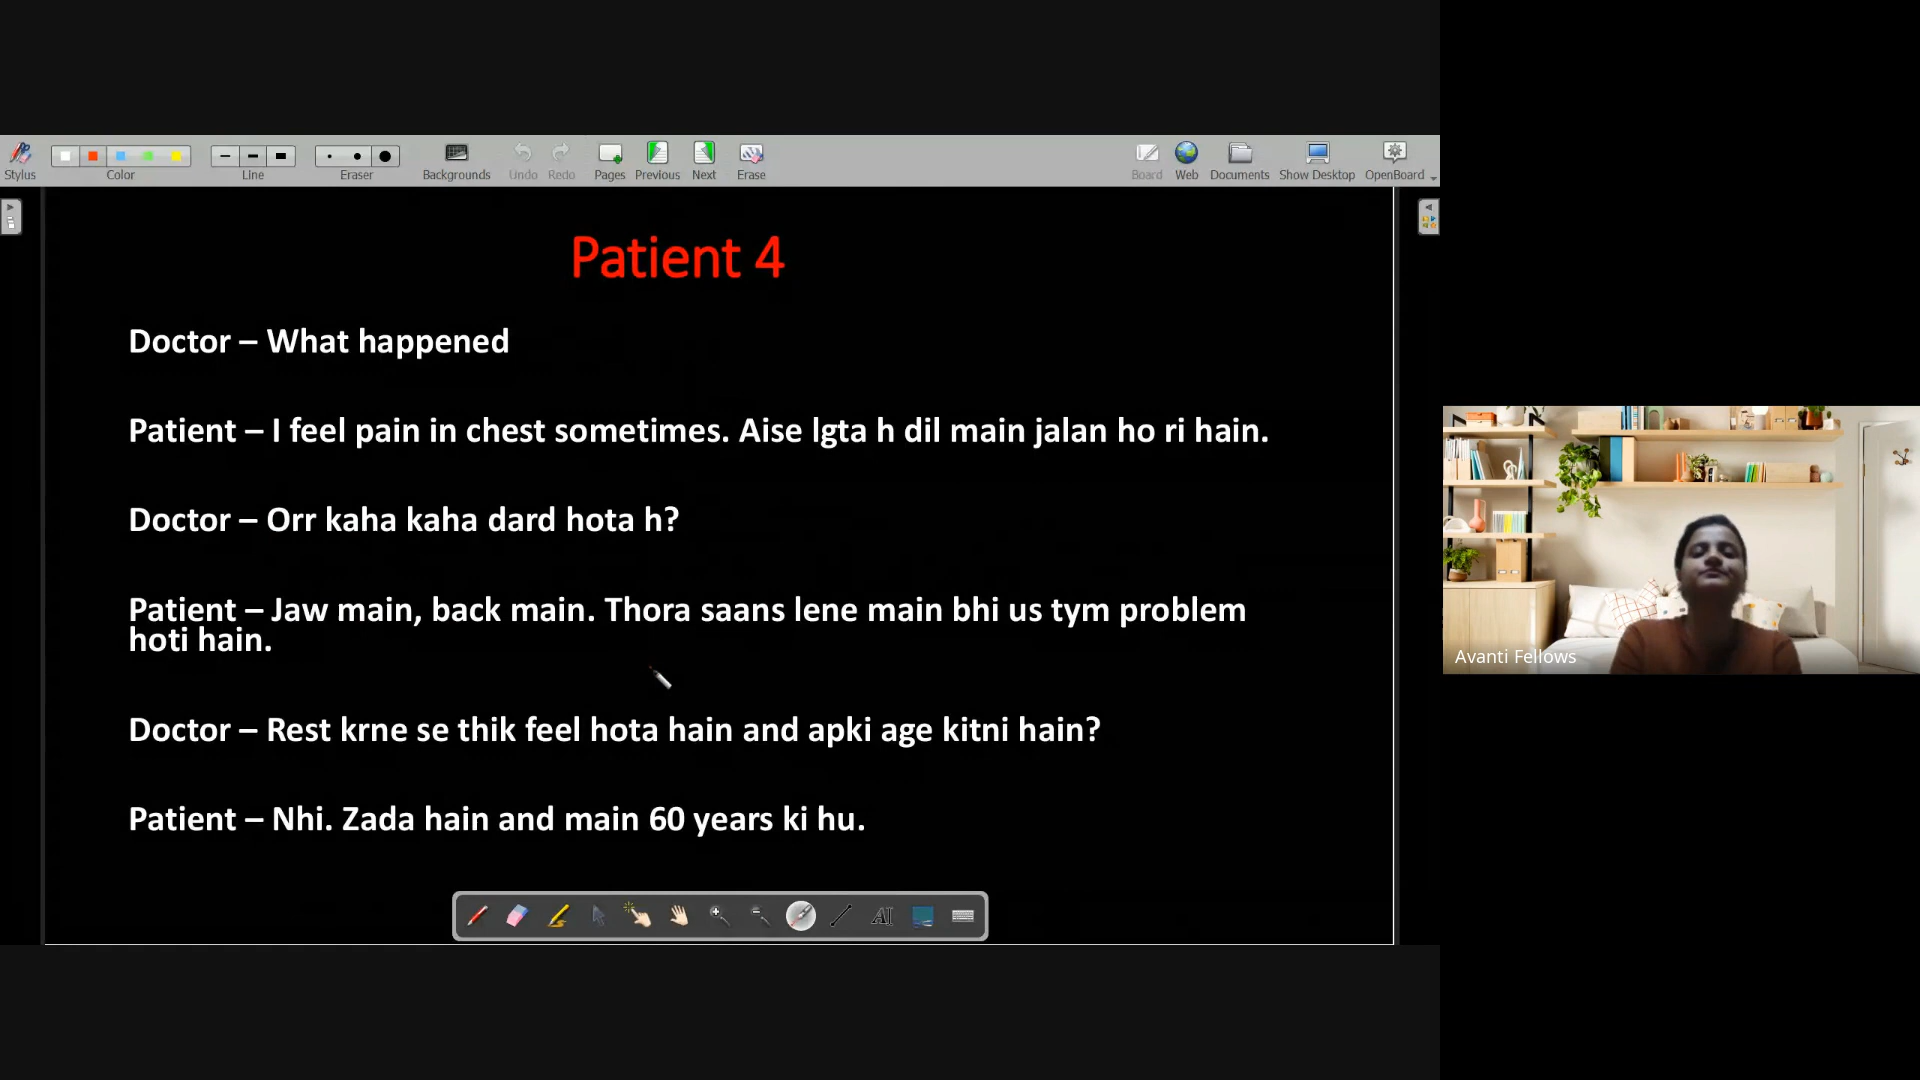 Stylus
Color
Line
Eraser
Backgrounds
Undo
Redo
Pages
Previous
Next
Erase
Board
Web
Documents
Show Desktop
OpenBoard
Patient 4
Doctor – What happened
Patient – I feel pain in chest sometimes. Aise lgta h dil main jalan ho ri hain.
Doctor – Orr kaha kaha dard hota h?
Patient – Jaw main, back main. Thora saans lene main bhi us tym problem
hoti hain.
Doctor – Rest krne se thik feel hota hain and apki age kitni hain?
Patient – Nhi. Zada hain and main 60 years ki hu.
Avanti Fellows